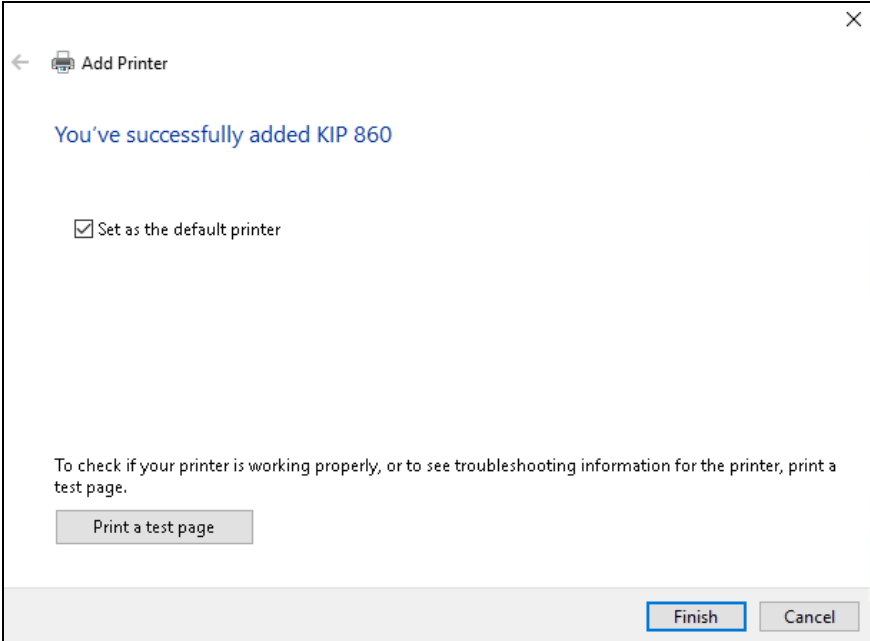 Add Printer
You've successfully added KIP 860
Set as the default printer
To check if your printer is working properly, or to see troubleshooting information for the printer, print a
test page.
Print a test page
Finish
Cancel